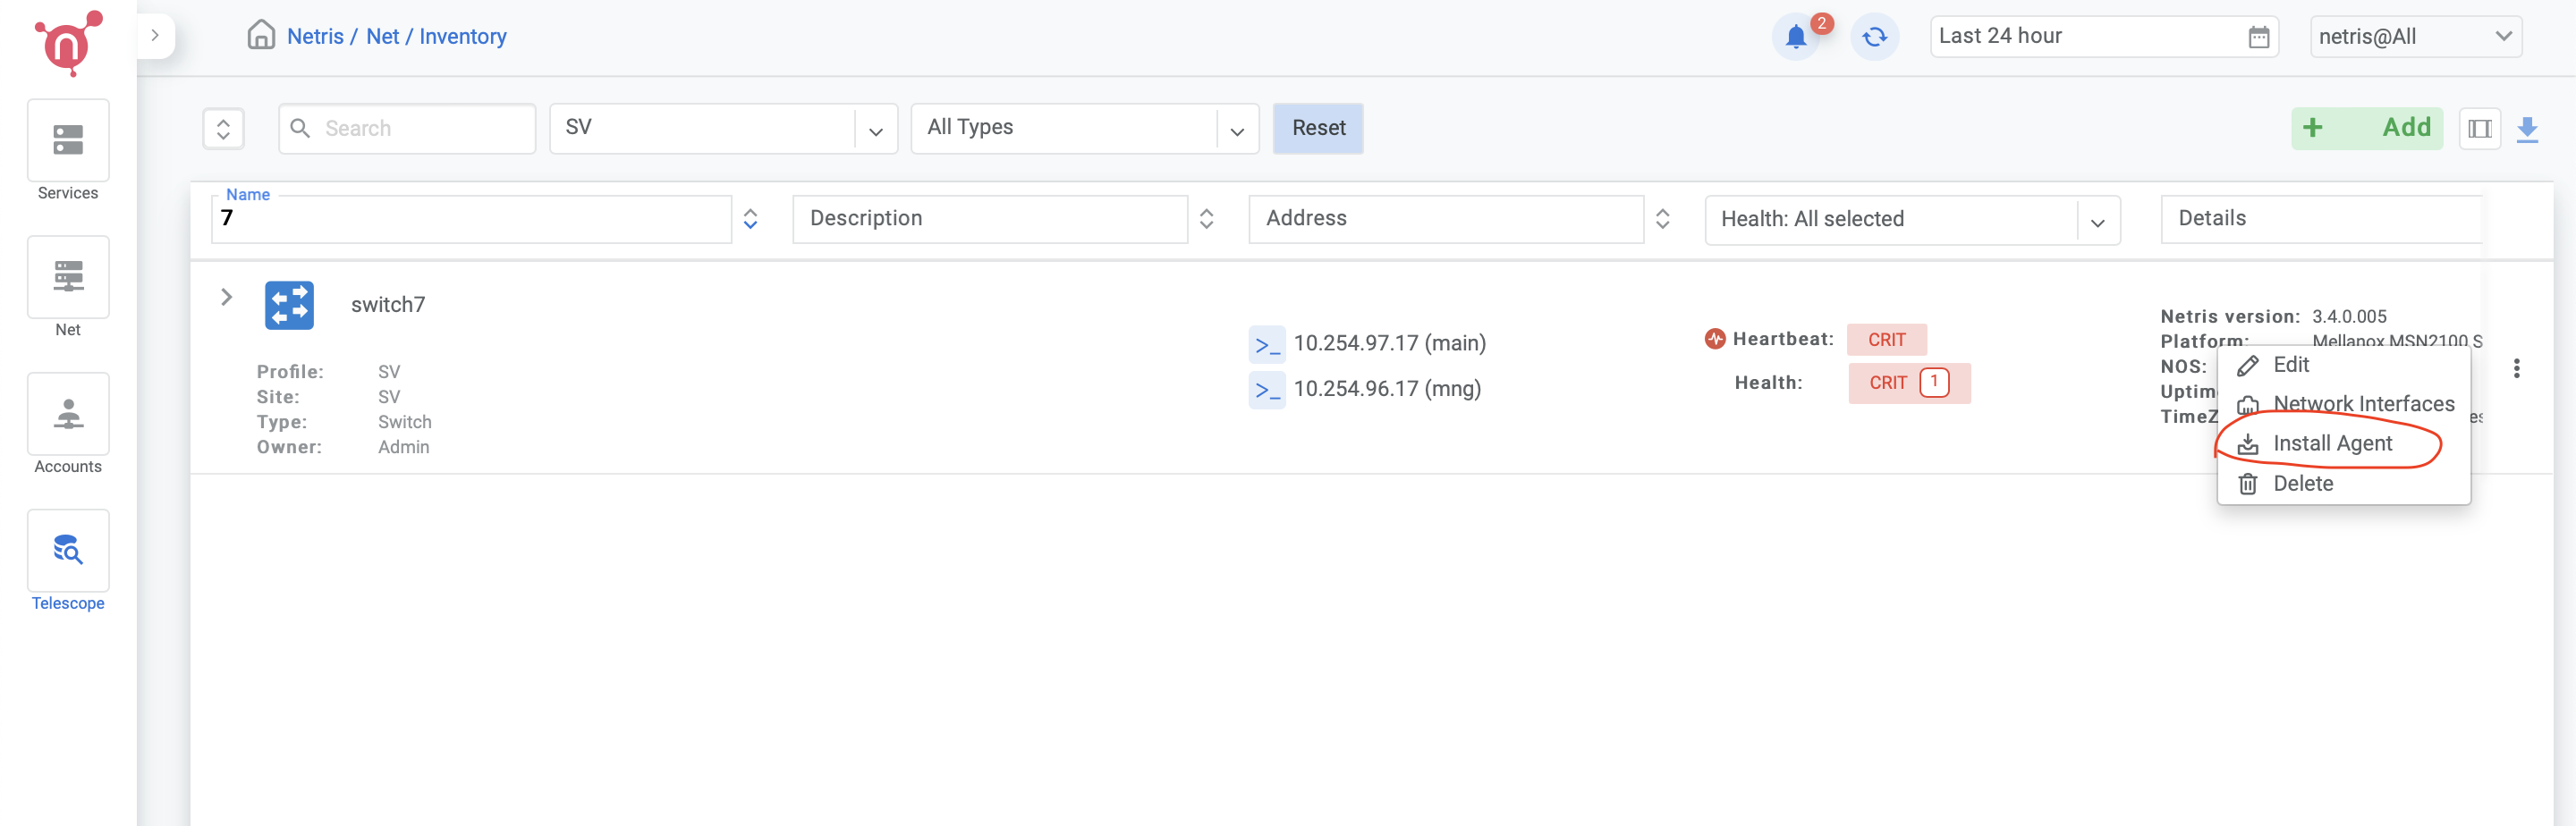 Netris / Net / Inventory
2
Last 24 hour
netris@All
Search
SV
All Types
Reset
+ Add
Services
Net
Accounts
Telescope
Name
7
Description
Address
Health: All selected
Details
switch7
Profile: SV
Site: SV
Type: Switch
Owner: Admin
>_ 10.254.97.17 (main)
>_ 10.254.96.17 (mng)
Heartbeat: CRIT
Health: CRIT 1
Netris version: 3.4.0.005
Platform: Mellanox MSN2100 S
NOS:
Edit
Network Interfaces
Install Agent
Delete